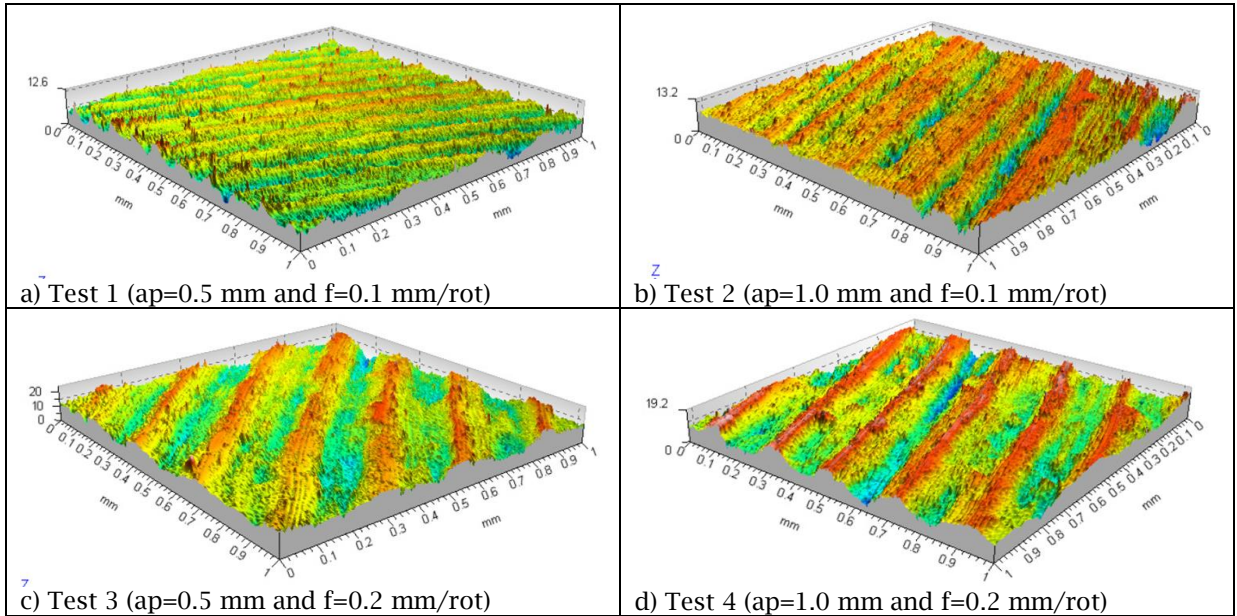 12.6
0 0 0.1 0.2 0.3 0.4 0.5 0.6 0.7 0.8 0.9 1
mm
0 0.1 0.2 0.3 0.4 0.5 0.6 0.7 0.8 0.9 1
mm
a) Test 1 (ap=0.5 mm and f=0.1 mm/rot)
13.2
0 0 0.1 0.2 0.3 0.4 0.5 0.6 0.7 0.8 0.9 1
mm
1 0.9 0.8 0.7 0.6 0.5 0.4 0.3 0.2 0.1 0
mm
Z
b) Test 2 (ap=1.0 mm and f=0.1 mm/rot)
20
10
0
0 0.1 0.2 0.3 0.4 0.5 0.6 0.7 0.8 0.9 1
mm
0 0.1 0.2 0.3 0.4 0.5 0.6 0.7 0.8 0.9 1
mm
c) Test 3 (ap=0.5 mm and f=0.2 mm/rot)
19.2
0 0 0.1 0.2 0.3 0.4 0.5 0.6 0.7 0.8 0.9 1
mm
1 0.9 0.8 0.7 0.6 0.5 0.4 0.3 0.2 0.1 0
mm
d) Test 4 (ap=1.0 mm and f=0.2 mm/rot)